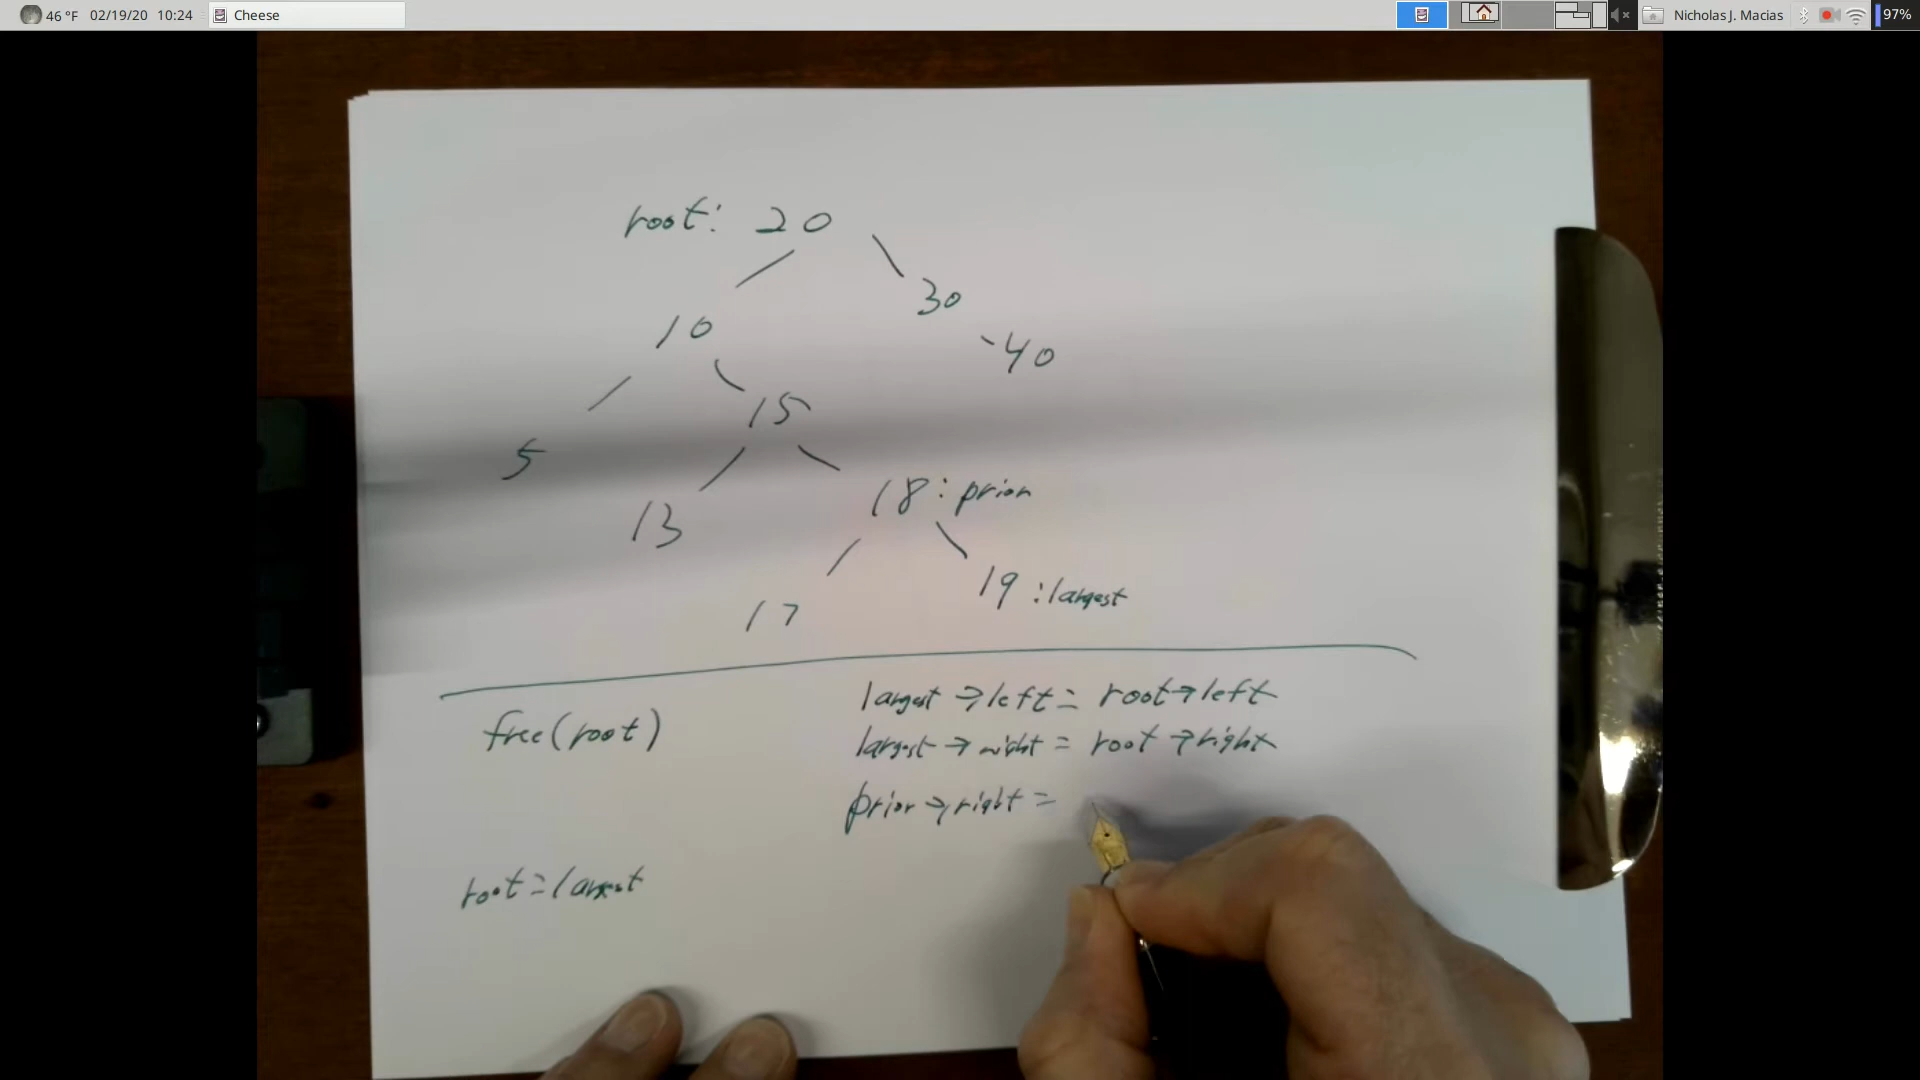 46 °F 02/19/20 10:24 Cheese Nicholas J. Macias 97%
root: 20
10 30
40
5 15
13 18: prior
17 19: largest
free(root)
largest → left = root → left
largest → right = root → right
prior → right =
root = largest